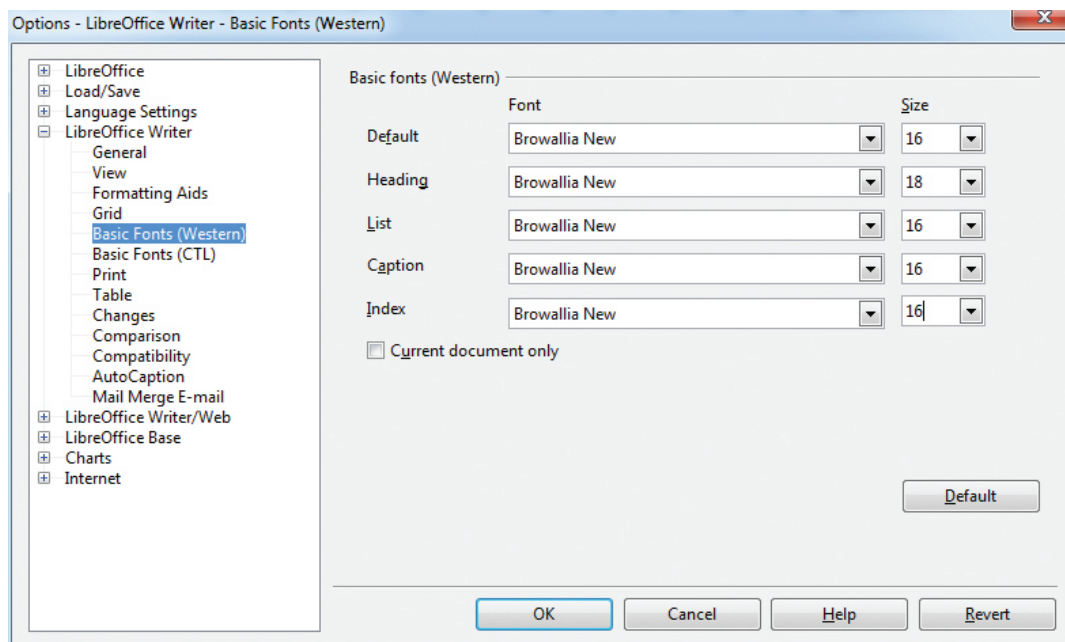 Options - LibreOffice Writer - Basic Fonts (Western)
LibreOffice
Load/Save
Language Settings
LibreOffice Writer
General
View
Formatting Aids
Grid
Basic Fonts (Western)
Basic Fonts (CTL)
Print
Table
Changes
Comparison
Compatibility
AutoCaption
Mail Merge E-mail
LibreOffice Writer/Web
LibreOffice Base
Charts
Internet
Basic fonts (Western)
Font Size
Default Browallia New 16
Heading Browallia New 18
List Browallia New 16
Caption Browallia New 16
Index Browallia New 16
Current document only
Default
OK Cancel Help Revert